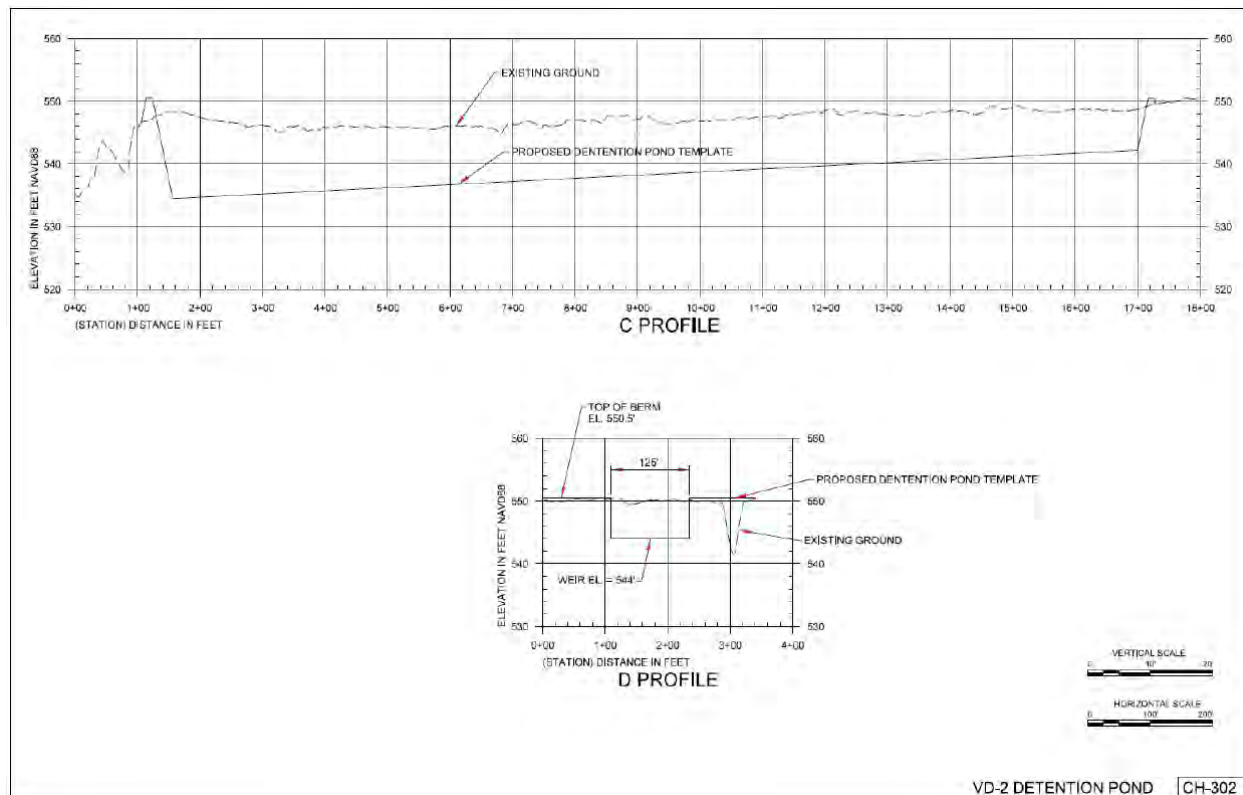 560 560
EXISTING GROUND
550 550
PROPOSED DENTENTION POND TEMPLATE
540 540
530 530
520 520
ELEVATION IN FEET NAVD88
0+00 1+00 2+00 3+00 4+00 5+00 6+00 7+00 8+00 9+00 10+00 11+00 12+00 13+00 14+00 15+00 16+00 17+00 18+00
(STATION) DISTANCE IN FEET
C PROFILE
TOP OF BERM
EL. 550.5'
560 560
125'
PROPOSED DENTENTION POND TEMPLATE
550 550
EXISTING GROUND
540 540
WEIR EL. = 544'
530 530
ELEVATION IN FEET NAVD88
0+00 1+00 2+00 3+00 4+00
(STATION) DISTANCE IN FEET
D PROFILE
VERTICAL SCALE
0 10' 20'
HORIZONTAL SCALE
0 100' 200'
VD-2 DETENTION POND CH-302